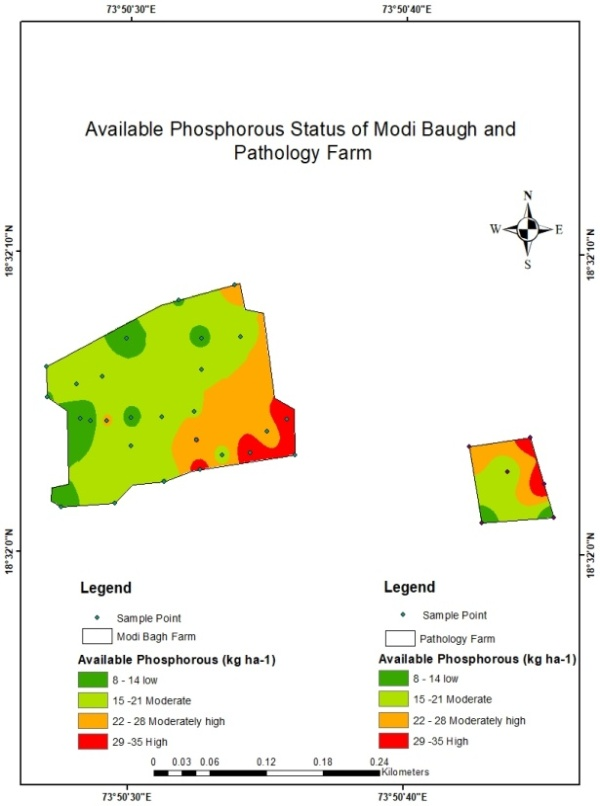 73°50'30"E 73°50'40"E
Available Phosphorous Status of Modi Baugh and
Pathology Farm
N
W E
S
18°32'10"N 18°32'10"N
18°32'0"N 18°32'0"N
Legend
Sample Point
Modi Bagh Farm
Available Phosphorous (kg ha-1)
8 - 14 low
15 -21 Moderate
22 - 28 Moderately high
29 -35 High
Legend
Sample Point
Pathology Farm
Available Phosphorous (kg ha-1)
8 - 14 low
15 -21 Moderate
22 - 28 Moderately high
29 -35 High
0 0.03 0.06 0.12 0.18 0.24
Kilometers
73°50'30"E 73°50'40"E